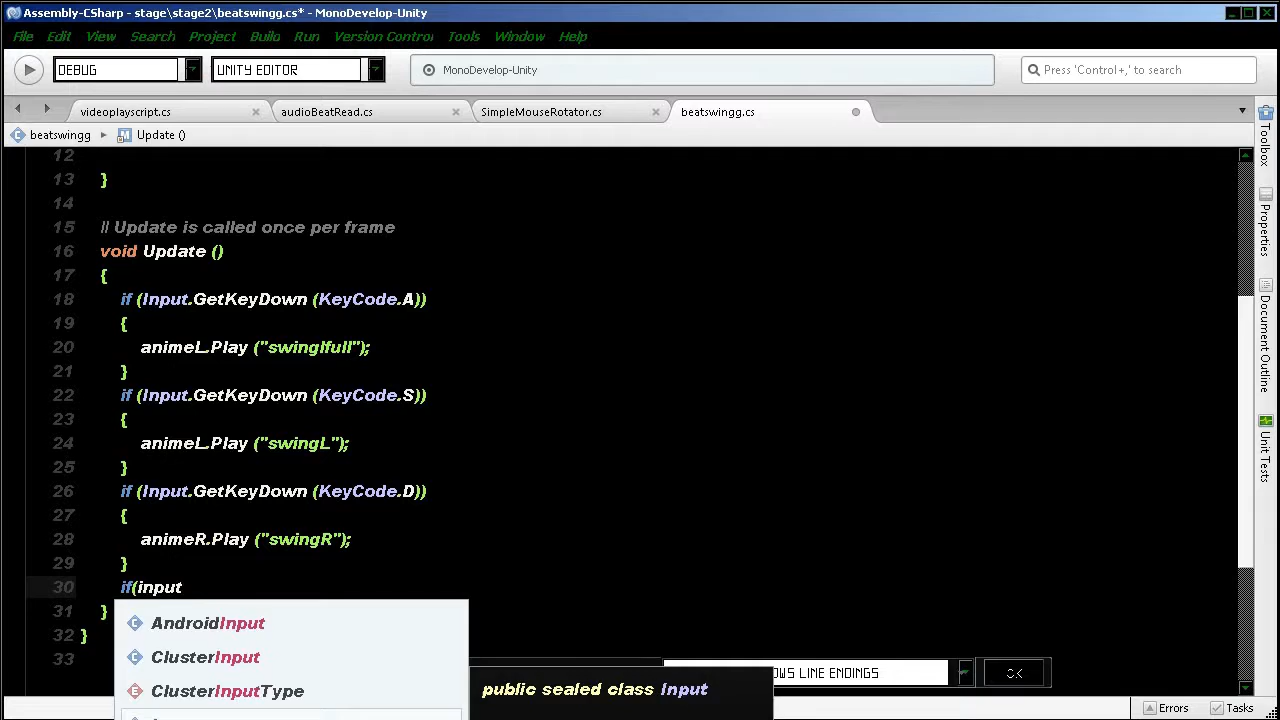 Assembly-CSharp - stage\stage2\beatswingg.cs* - MonoDevelop-Unity
File Edit View Search Project Build Run Version Control Tools Window Help
DEBUG UNITY EDITOR MonoDevelop-Unity Press 'Control+,' to search
videoplayscript.cs audioBeatRead.cs SimpleMouseRotator.cs beatswingg.cs
beatswingg Update ()
12
13 }
14
15 // Update is called once per frame
16 void Update ()
17 {
18 if (Input.GetKeyDown (KeyCode.A))
19 {
20 animeL.Play ("swinglfull");
21 }
22 if (Input.GetKeyDown (KeyCode.S))
23 {
24 animeL.Play ("swingL");
25 }
26 if (Input.GetKeyDown (KeyCode.D))
27 {
28 animeR.Play ("swingR");
29 }
30 if(input
31 }
32 }
33
AndroidInput
ClusterInput
ClusterInputType
public sealed class Input
OWS LINE ENDINGS OK
Errors Tasks
Toolbox
Properties
Document Outline
Unit Tests